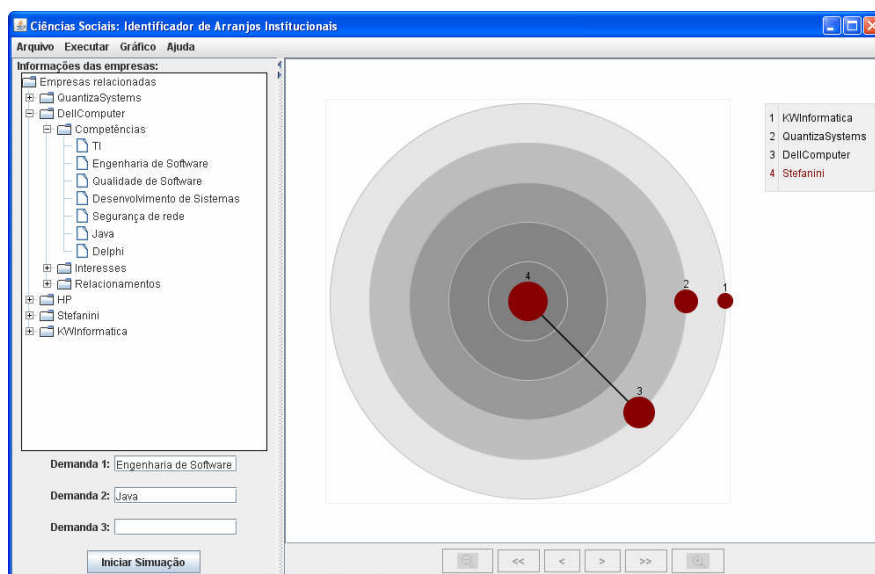 Ciências Sociais: Identificador de Arranjos Institucionais
Arquivo Executar Gráfico Ajuda
Informações das empresas:
Empresas relacionadas
QuantizaSystems
DellComputer
Competências
TI
Engenharia de Software
Qualidade de Software
Desenvolvimento de Sistemas
Segurança de rede
Java
Delphi
Interesses
Relacionamentos
HP
Stefanini
KWInformatica
Demanda 1: Engenharia de Software
Demanda 2: Java
Demanda 3:
Iniciar Simuação
4
2
1
3
1 KWInformatica
2 QuantizaSystems
3 DellComputer
4 Stefanini
<< < > >>